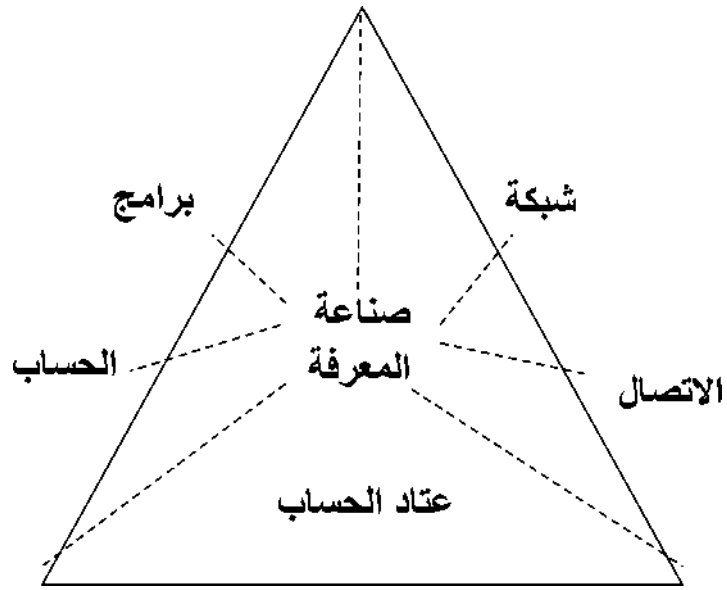 شبكة
برامج
صناعة
المعرفة
الاتصال
الحساب
عتاد الحساب